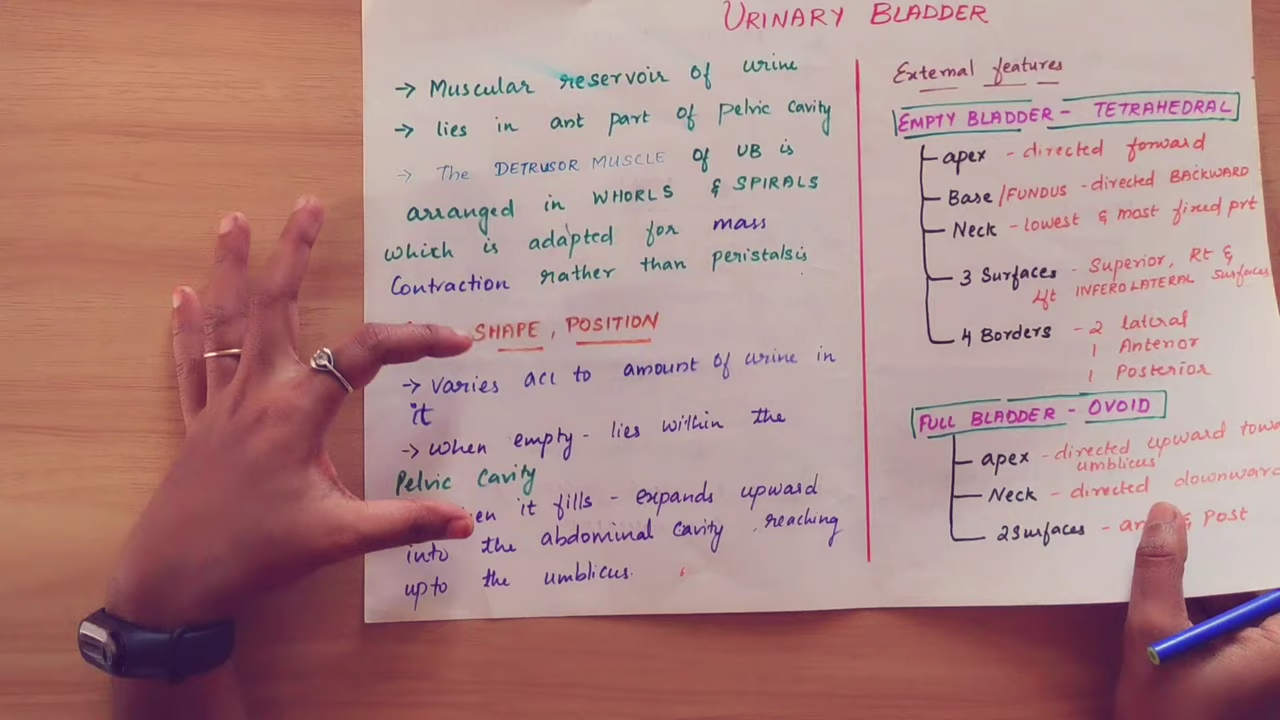 URINARY BLADDER
→ Muscular reservoir of urine
→ lies in ant part of pelvic cavity
→ The DETRUSOR MUSCLE of UB is
arranged in WHORLS & SPIRALS
which is adapted for mass
Contraction rather than peristalsis
SHAPE, POSITION
→ varies acc to amount of urine in
it
→ when empty - lies within the
Pelvic cavity
it fills - expands upward
into the abdominal cavity reaching
upto the umblicus.
External features
EMPTY BLADDER - TETRAHEDRAL
apex - directed forward
Base/FUNDUS - directed BACKWARD
Neck - lowest & most fixed prt
3 Surfaces - Superior, Rt &
Lft INFEROLATERAL Surfaces
4 Borders - 2 lateral
1 Anterior
1 Posterior
FULL BLADDER - OVOID
apex - directed upward
umblicus
Neck - directed downward
2 Surfaces - & Post